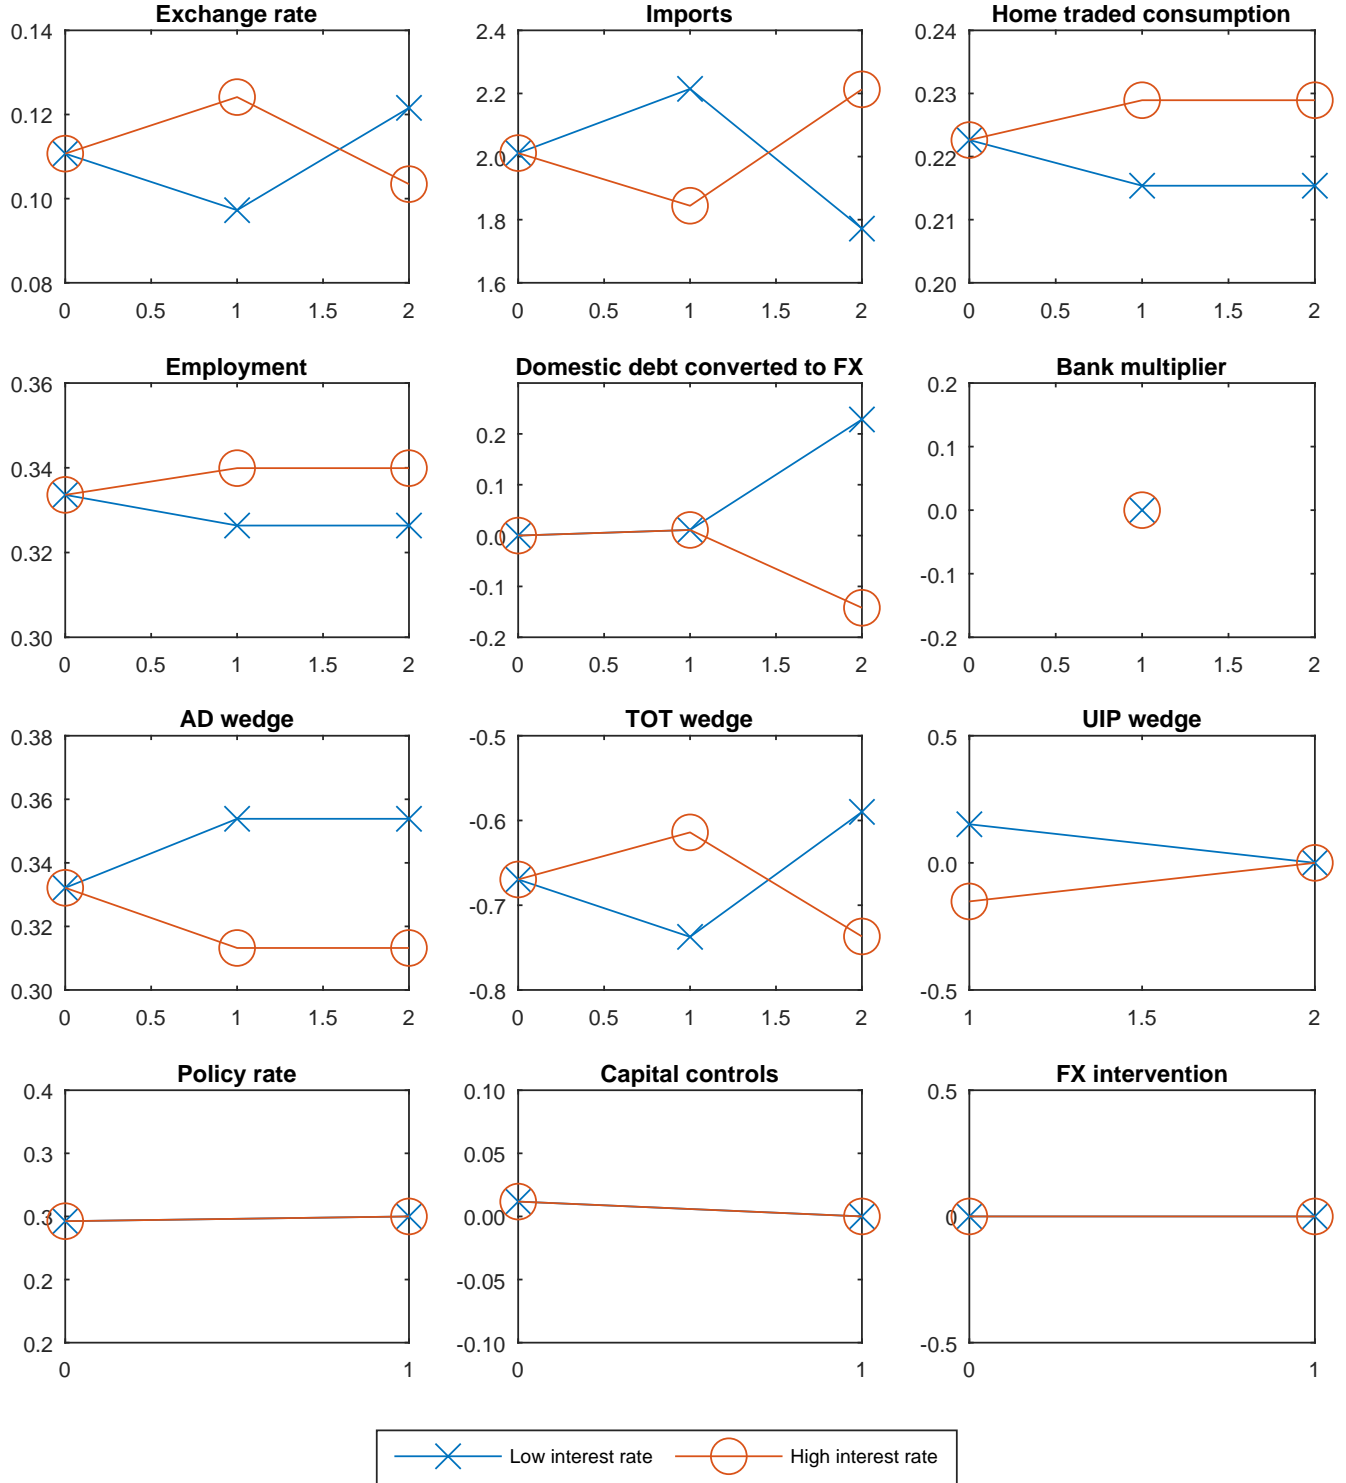 Exchange rate
0.14
0.12
0.10
0.08
0 0.5 1 1.5 2
Imports
2.4
2.2
2.0
1.8
1.6
0 0.5 1 1.5 2
Home traded consumption
0.24
0.23
0.22
0.21
0.20
0 0.5 1 1.5 2
Employment
0.36
0.34
0.32
0.30
0 0.5 1 1.5 2
Domestic debt converted to FX
0.2
0.1
0.0
-0.1
-0.2
0 0.5 1 1.5 2
Bank multiplier
0.2
0.1
0.0
-0.1
-0.2
0 0.5 1 1.5 2
AD wedge
0.38
0.36
0.34
0.32
0.30
0 0.5 1 1.5 2
TOT wedge
-0.5
-0.6
-0.7
-0.8
0 0.5 1 1.5 2
UIP wedge
0.5
0.0
-0.5
1 1.5 2
Policy rate
0.4
0.3
0.3
0.2
0.2
0 1
Capital controls
0.10
0.05
0.00
-0.05
-0.10
0 1
FX intervention
0.5
0
-0.5
0 1
Low interest rate High interest rate